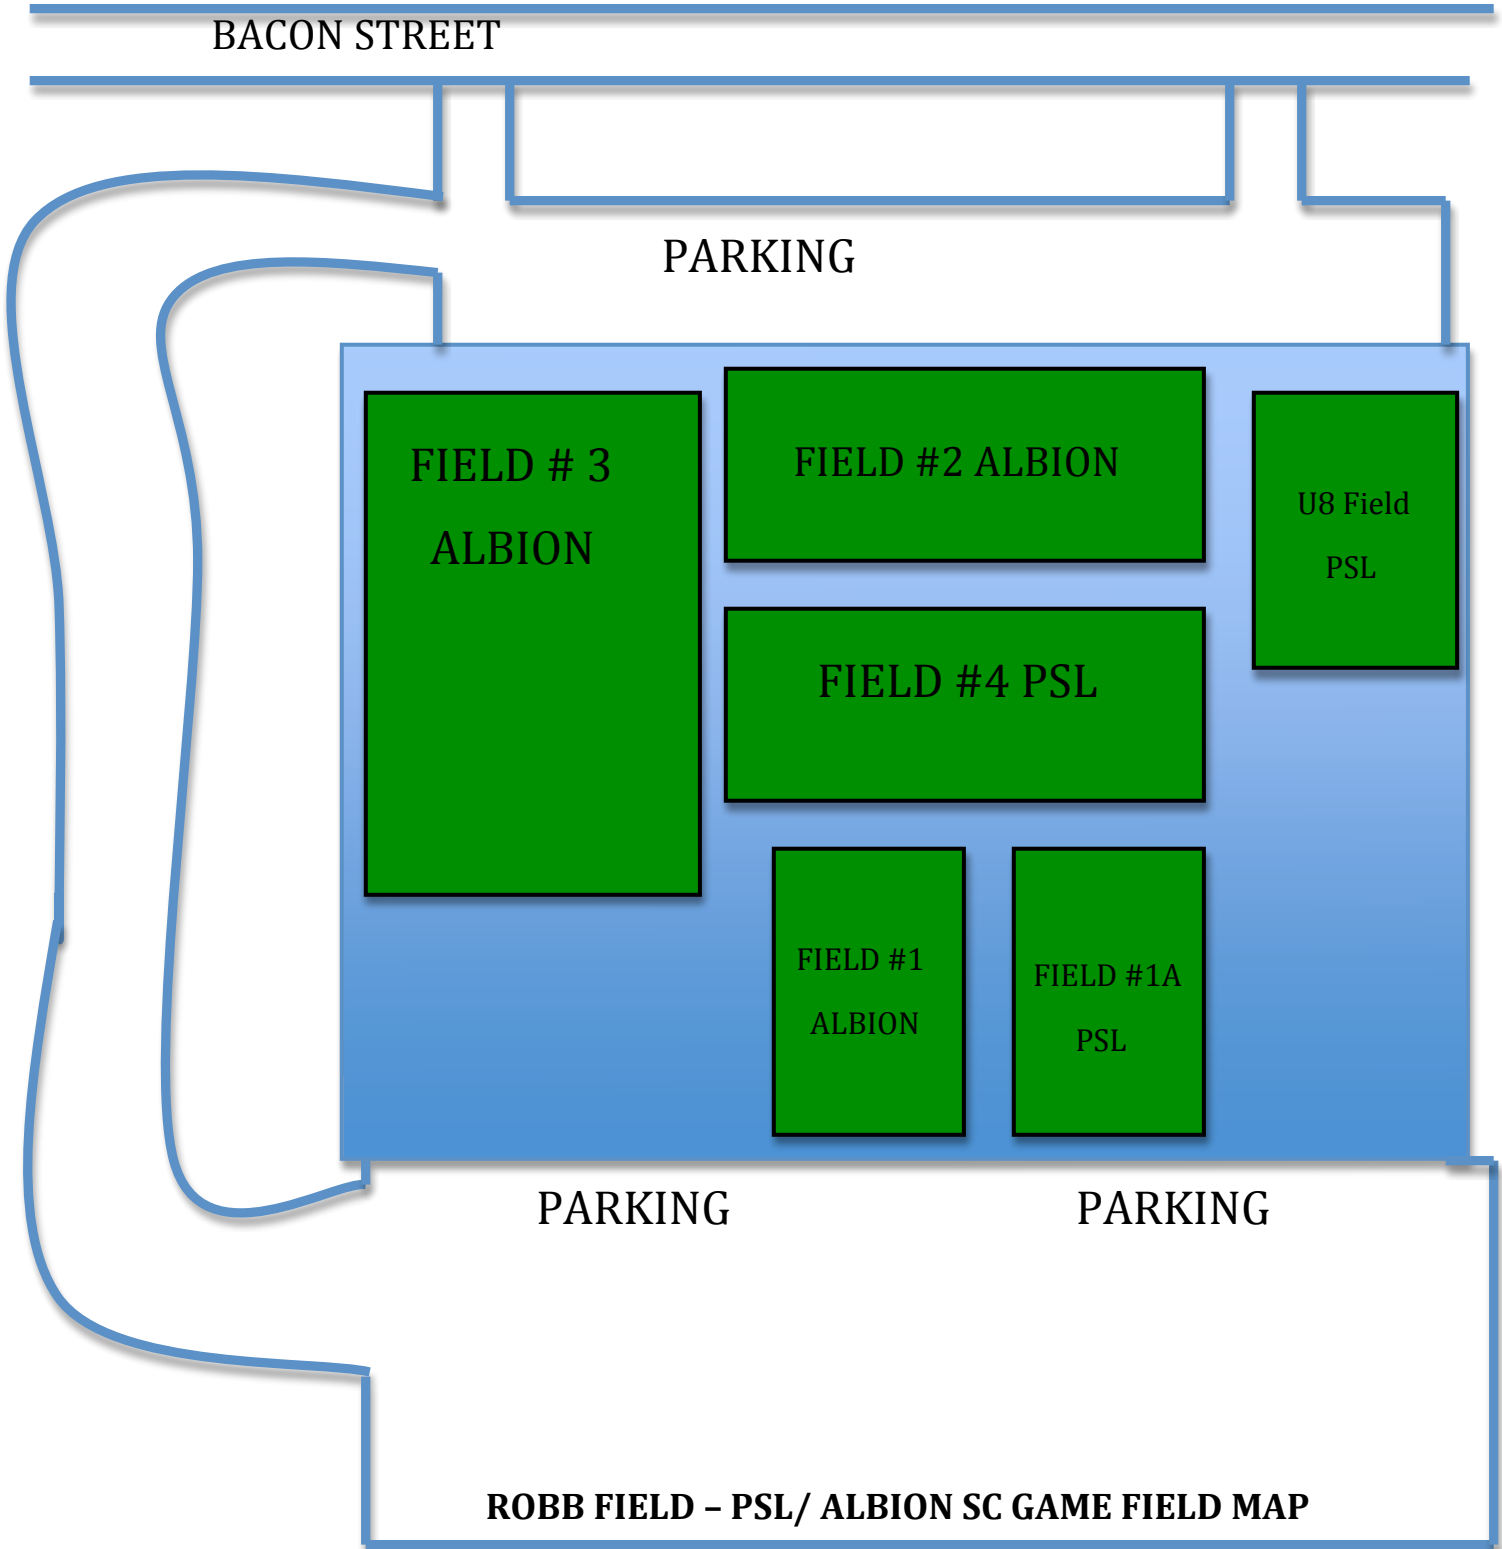 BACON STREET
PARKING
FIELD # 3
ALBION
FIELD #2 ALBION
U8 Field
PSL
FIELD #4 PSL
FIELD #1
ALBION
FIELD #1A
PSL
PARKING
PARKING
ROBB FIELD – PSL/ ALBION SC GAME FIELD MAP